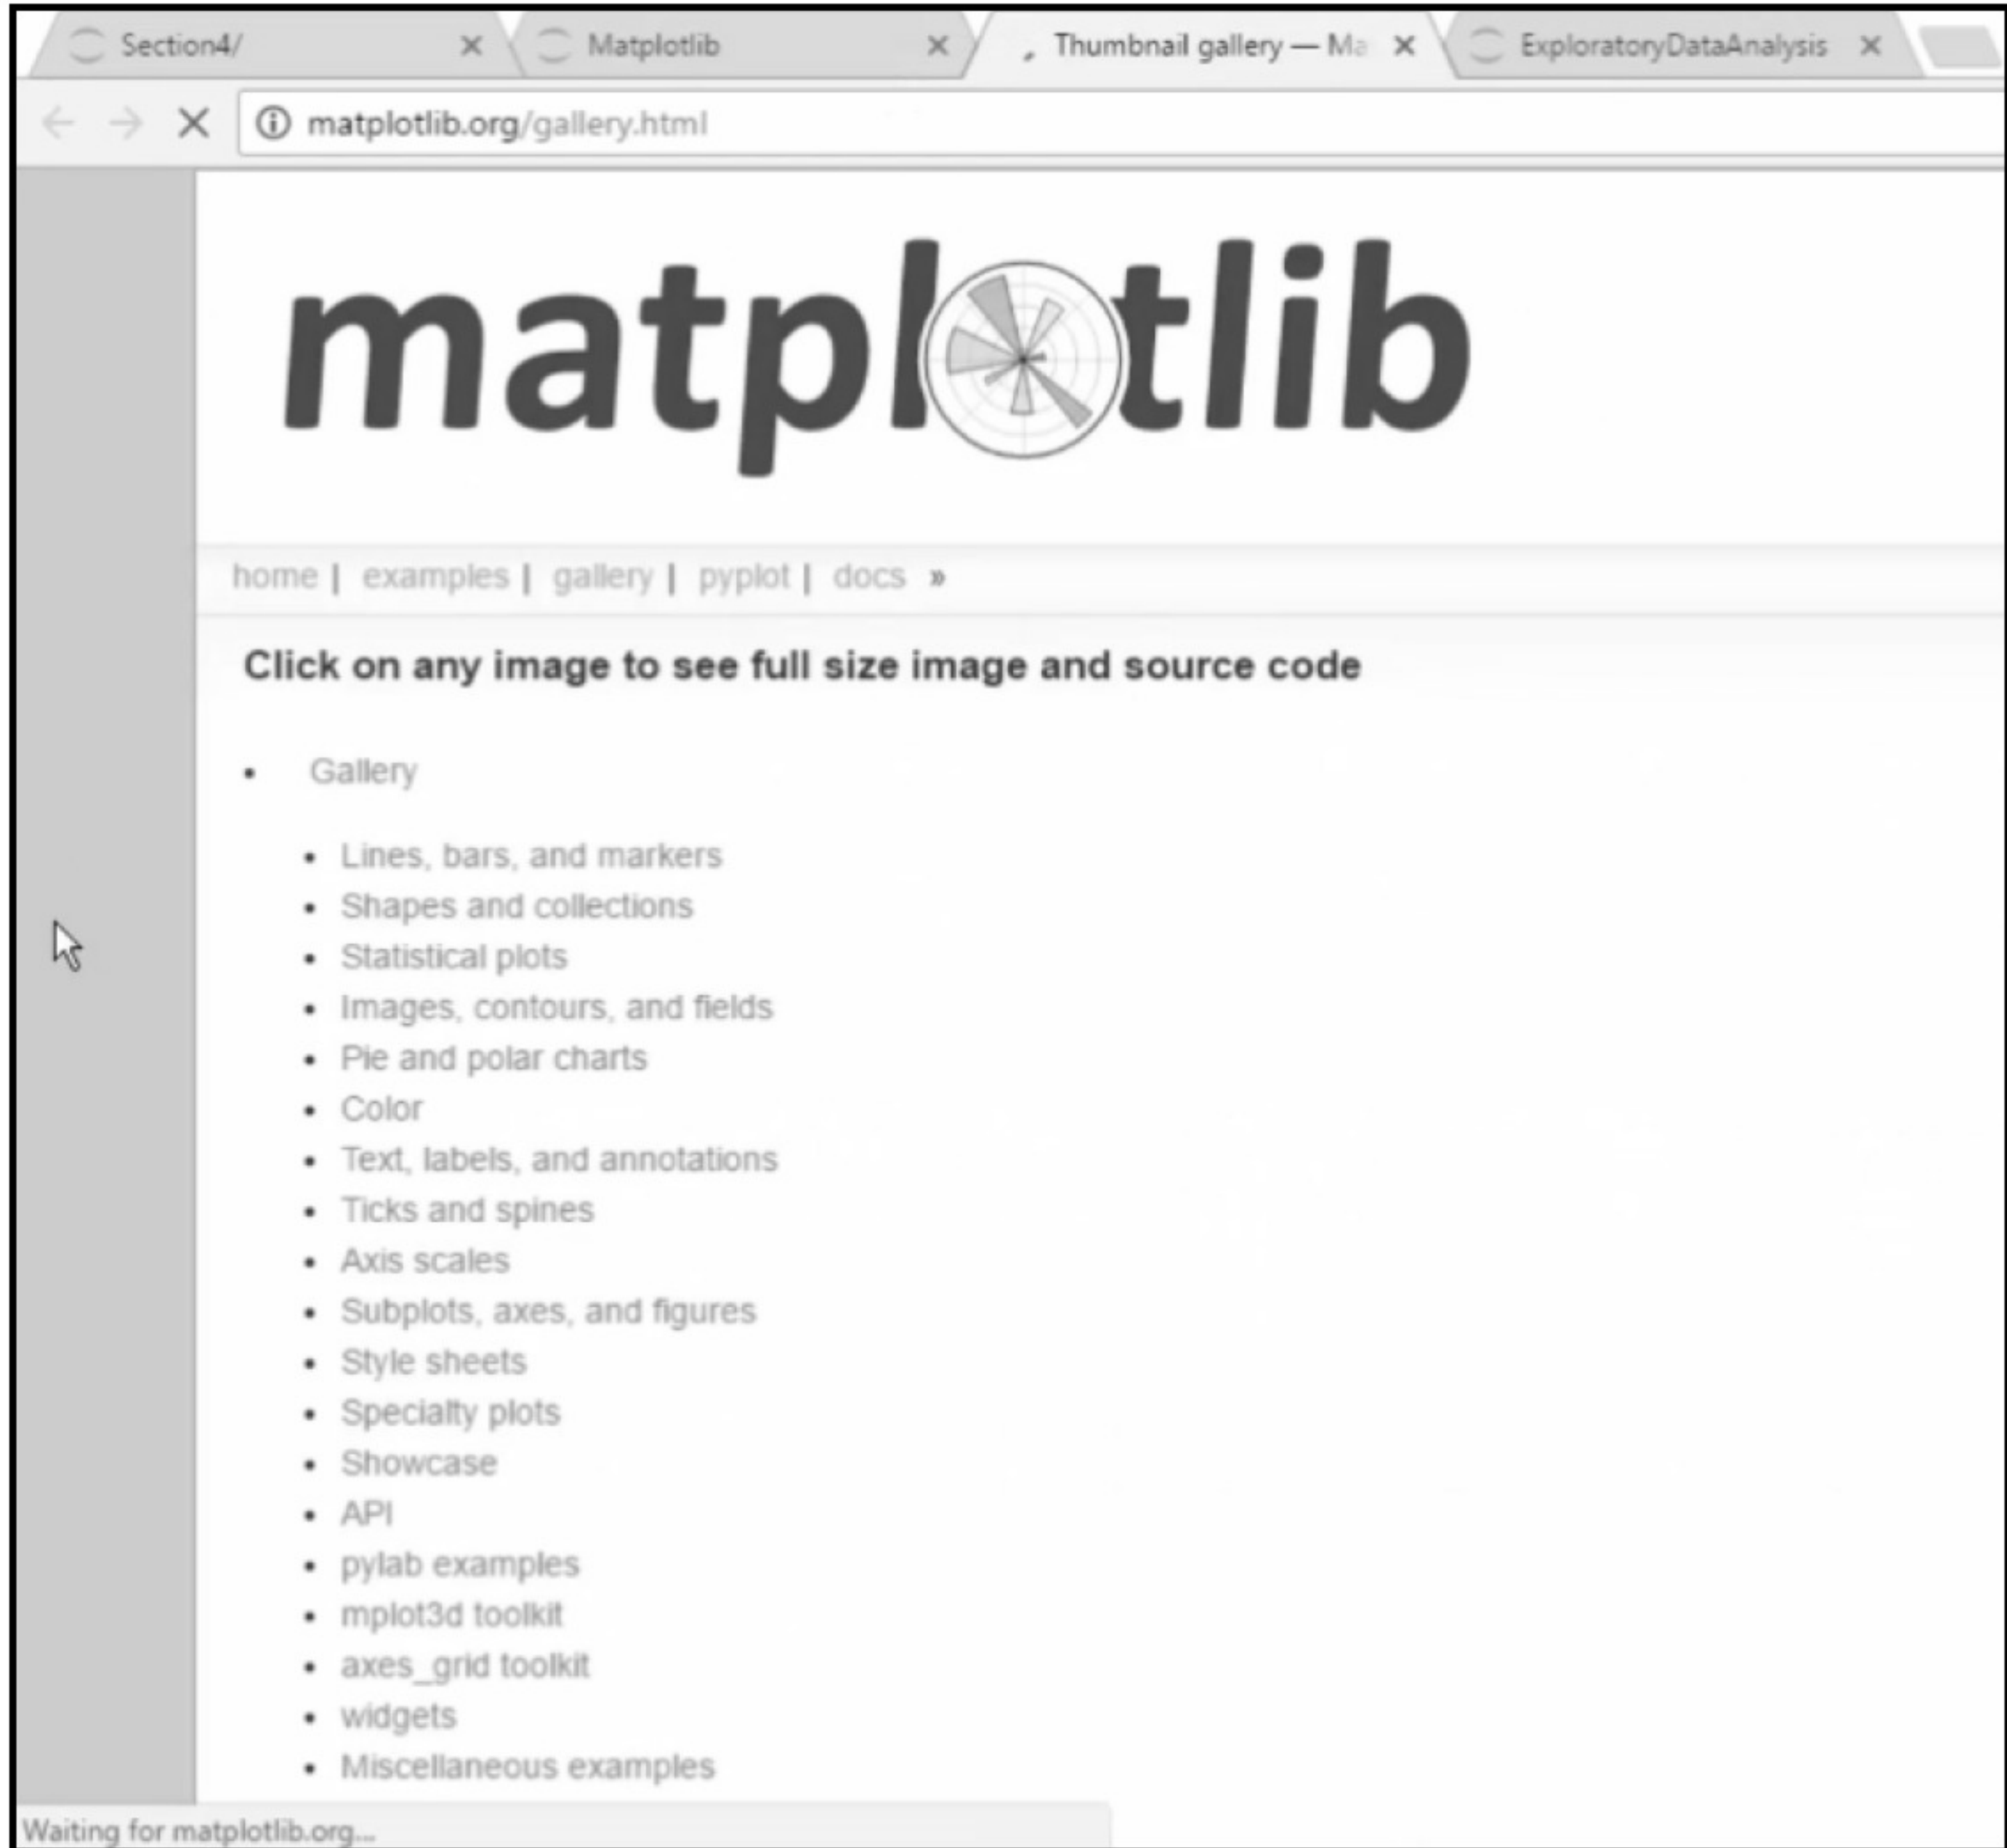 Section4/ Matplotlib Thumbnail gallery — Ma ExploratoryDataAnalysis
matplotlib.org/gallery.html
matplotlib
home | examples | gallery | pyplot | docs »
Click on any image to see full size image and source code
• Gallery
• Lines, bars, and markers
• Shapes and collections
• Statistical plots
• Images, contours, and fields
• Pie and polar charts
• Color
• Text, labels, and annotations
• Ticks and spines
• Axis scales
• Subplots, axes, and figures
• Style sheets
• Specialty plots
• Showcase
• API
• pylab examples
• mplot3d toolkit
• axes_grid toolkit
• widgets
• Miscellaneous examples
Waiting for matplotlib.org...